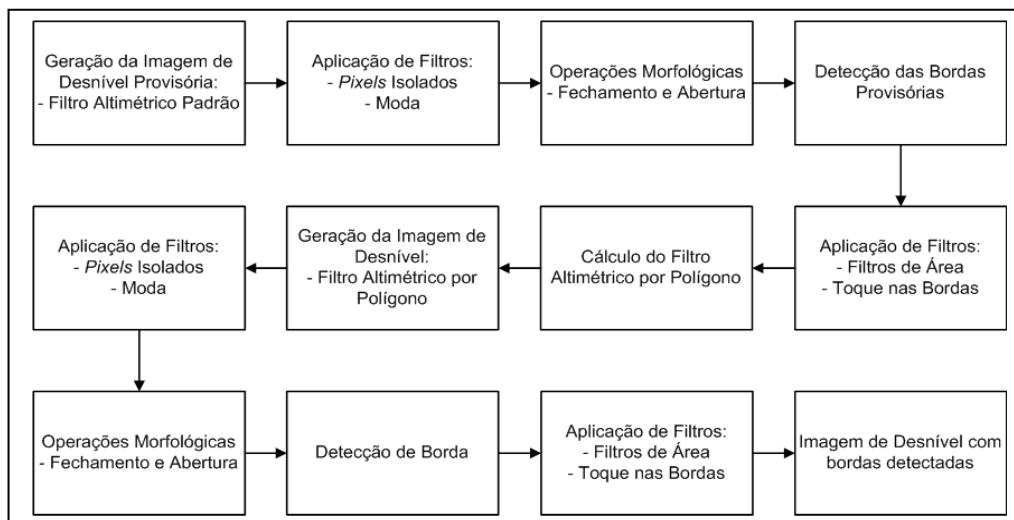 Geração da Imagem de
Desnível Provisória:
- Filtro Altimétrico Padrão
Aplicação de Filtros:
- Pixels Isolados
- Moda
Operações Morfológicas
- Fechamento e Abertura
Detecção das Bordas
Provisórias
Aplicação de Filtros:
- Filtros de Área
- Toque nas Bordas
Cálculo do Filtro
Altimétrico por Polígono
Geração da Imagem de
Desnível:
- Filtro Altimétrico por
Polígono
Aplicação de Filtros:
- Pixels Isolados
- Moda
Operações Morfológicas
- Fechamento e Abertura
Detecção de Borda
Aplicação de Filtros:
- Filtros de Área
- Toque nas Bordas
Imagem de Desnível com
bordas detectadas